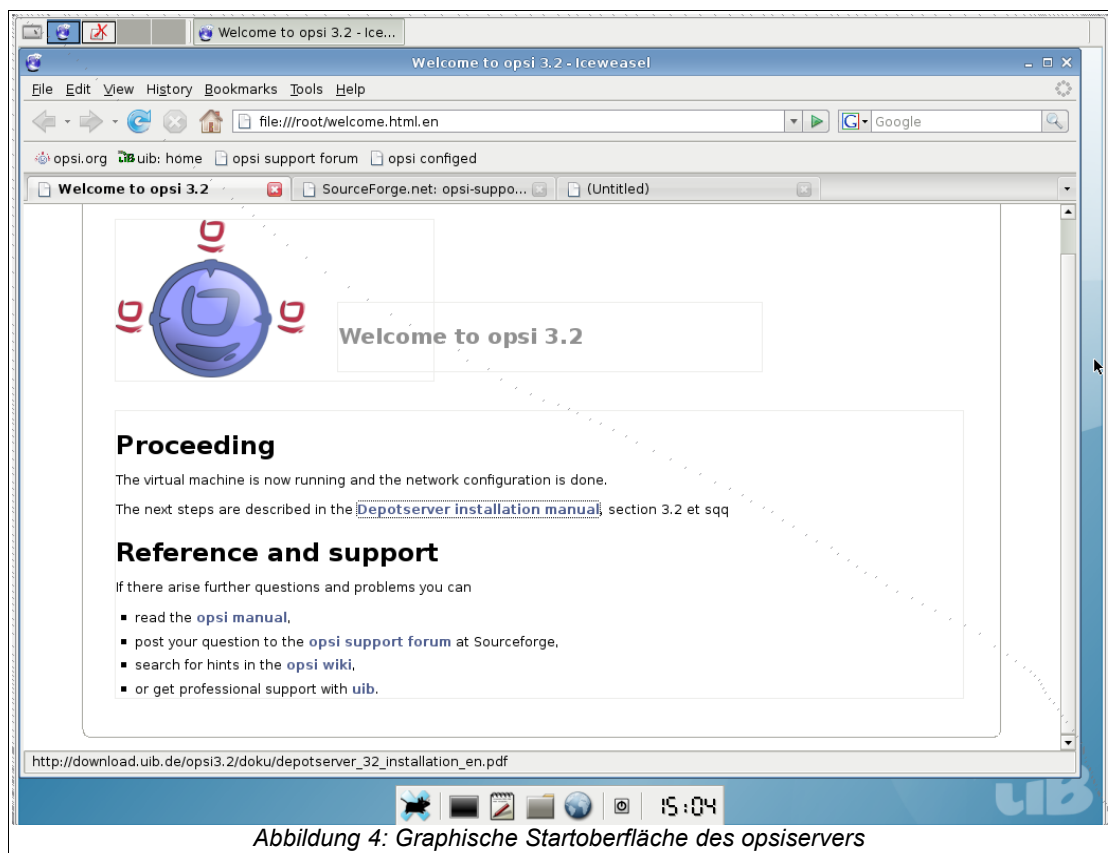 Welcome to opsi 3.2 - Ice...
Welcome to opsi 3.2 - Iceweasel
File Edit View History Bookmarks Tools Help
file:///root/welcome.html.en
G Google
opsi.org uib uib: home opsi support forum opsi configed
Welcome to opsi 3.2 SourceForge.net: opsi-suppo... (Untitled)
Welcome to opsi 3.2
Proceeding
The virtual machine is now running and the network configuration is done.
The next steps are described in the Depotserver installation manual, section 3.2 et sqq
Reference and support
If there arise further questions and problems you can
read the opsi manual,
post your question to the opsi support forum at Sourceforge,
search for hints in the opsi wiki,
or get professional support with uib.
http://download.uib.de/opsi3.2/doku/depotserver_32_installation_en.pdf
uib
15:04
Abbildung 4: Graphische Startoberfläche des opsiservers